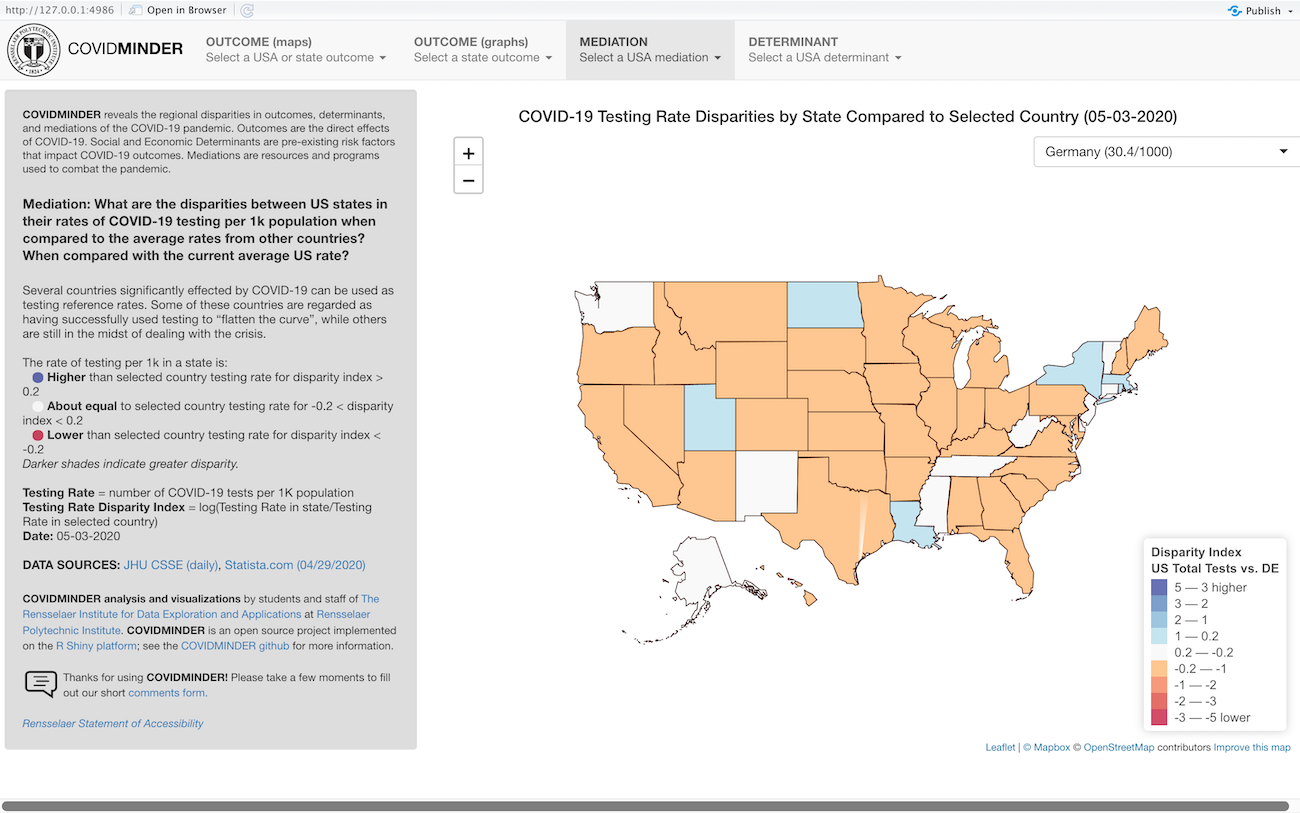 http://127.0.0.1:4986 Open in Browser Publish
COVIDMINDER
OUTCOME (maps)
Select a USA or state outcome
OUTCOME (graphs)
Select a state outcome
MEDIATION
Select a USA mediation
DETERMINANT
Select a USA determinant
COVIDMINDER reveals the regional disparities in outcomes, determinants,
and mediations of the COVID-19 pandemic. Outcomes are the direct effects
of COVID-19. Social and Economic Determinants are pre-existing risk factors
that impact COVID-19 outcomes. Mediations are resources and programs
used to combat the pandemic.
Mediation: What are the disparities between US states in
their rates of COVID-19 testing per 1k population when
compared to the average rates from other countries?
When compared with the current average US rate?
Several countries significantly effected by COVID-19 can be used as
testing reference rates. Some of these countries are regarded as
having successfully used testing to “flatten the curve”, while others
are still in the midst of dealing with the crisis.
The rate of testing per 1k in a state is:
Higher than selected country testing rate for disparity index >
0.2
About equal to selected country testing rate for -0.2 < disparity
index < 0.2
Lower than selected country testing rate for disparity index <
-0.2
Darker shades indicate greater disparity.
Testing Rate = number of COVID-19 tests per 1K population
Testing Rate Disparity Index = log(Testing Rate in state/Testing
Rate in selected country)
Date: 05-03-2020
DATA SOURCES: JHU CSSE (daily), Statista.com (04/29/2020)
COVIDMINDER analysis and visualizations by students and staff of The
Rensselaer Institute for Data Exploration and Applications at Rensselaer
Polytechnic Institute. COVIDMINDER is an open source project implemented
on the R Shiny platform; see the COVIDMINDER github for more information.
Thanks for using COVIDMINDER! Please take a few moments to fill
out our short comments form.
Rensselaer Statement of Accessibility
COVID-19 Testing Rate Disparities by State Compared to Selected Country (05-03-2020)
+
−
Germany (30.4/1000)
Disparity Index
US Total Tests vs. DE
5 — 3 higher
3 — 2
2 — 1
1 — 0.2
0.2 — -0.2
-0.2 — -1
-1 — -2
-2 — -3
-3 — -5 lower
Leaflet | © Mapbox © OpenStreetMap contributors Improve this map